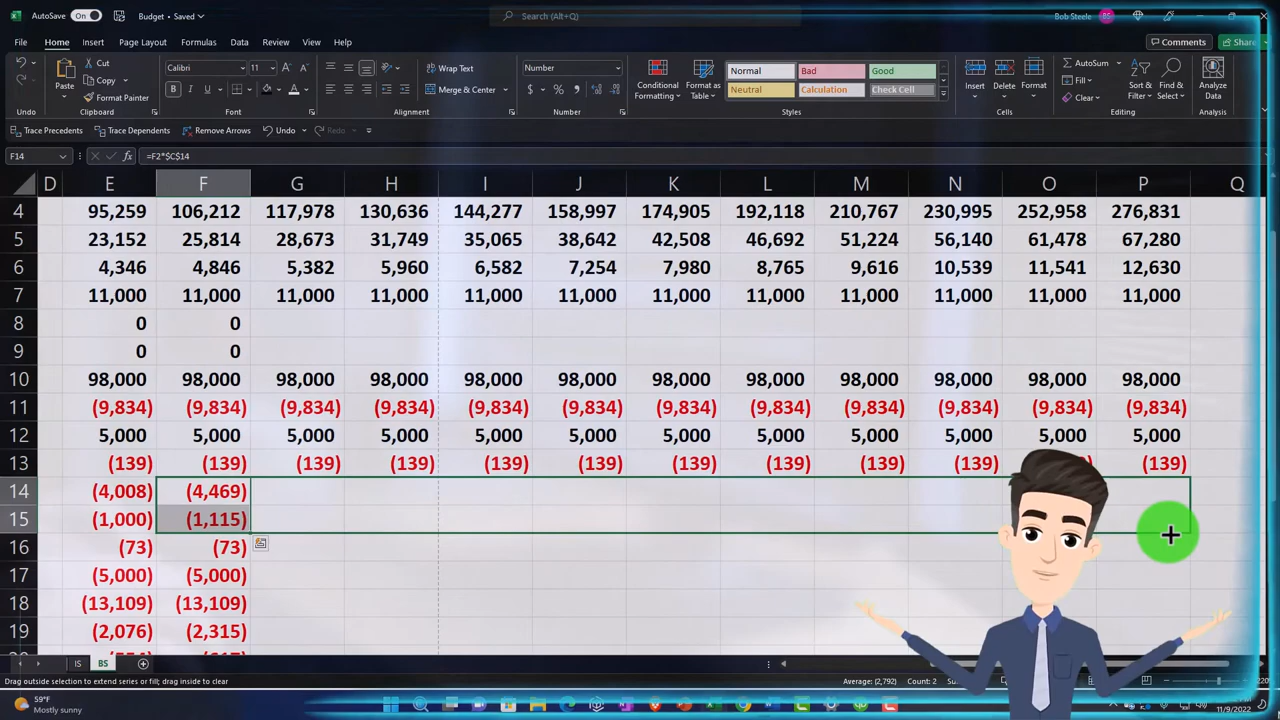 AutoSave On Budget • Saved Search (Alt+Q) Bob Steele BS
File Home Insert Page Layout Formulas Data Review View Help Comments Share
Paste Cut Copy Format Painter
Calibri 11
B I U
Wrap Text
Merge & Center
Number
$ % 9
Conditional Formatting Format as Table
Normal Bad Good
Neutral Calculation Check Cell
Insert Delete Format
AutoSum Fill Clear
Sort & Filter Find & Select
Analyze Data
Undo Clipboard Font Alignment Number Styles Cells Editing Analysis
Trace Precedents Trace Dependents Remove Arrows Undo Redo
F14 fx =F2*$C$14
D E F G H I J K L M N O P Q
4 95,259 106,212 117,978 130,636 144,277 158,997 174,905 192,118 210,767 230,995 252,958 276,831
5 23,152 25,814 28,673 31,749 35,065 38,642 42,508 46,692 51,224 56,140 61,478 67,280
6 4,346 4,846 5,382 5,960 6,582 7,254 7,980 8,765 9,616 10,539 11,541 12,630
7 11,000 11,000 11,000 11,000 11,000 11,000 11,000 11,000 11,000 11,000 11,000 11,000
8 0 0
9 0 0
10 98,000 98,000 98,000 98,000 98,000 98,000 98,000 98,000 98,000 98,000 98,000 98,000
11 (9,834) (9,834) (9,834) (9,834) (9,834) (9,834) (9,834) (9,834) (9,834) (9,834) (9,834) (9,834)
12 5,000 5,000 5,000 5,000 5,000 5,000 5,000 5,000 5,000 5,000 5,000 5,000
13 (139) (139) (139) (139) (139) (139) (139) (139) (139) (139) (139) (139)
14 (4,008) (4,469)
15 (1,000) (1,115)
16 (73) (73)
17 (5,000) (5,000)
18 (13,109) (13,109)
19 (2,076) (2,315)
IS BS
Drag outside selection to extend series or fill; drag inside to clear Average: (2,792) Count: 2
59°F
Mostly sunny
11/9/2022